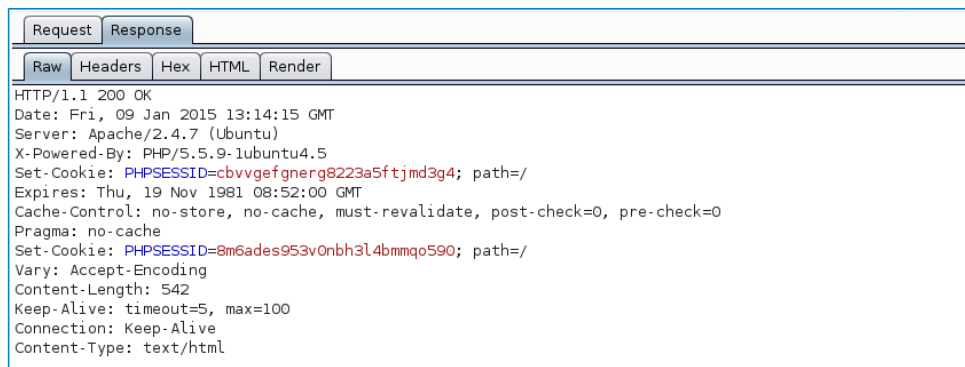 Request Response
Raw Headers Hex HTML Render
HTTP/1.1 200 OK
Date: Fri, 09 Jan 2015 13:14:15 GMT
Server: Apache/2.4.7 (Ubuntu)
X-Powered-By: PHP/5.5.9-1ubuntu4.5
Set-Cookie: PHPSESSID=cbvvgefgnerg8223a5ftjmd3g4; path=/
Expires: Thu, 19 Nov 1981 08:52:00 GMT
Cache-Control: no-store, no-cache, must-revalidate, post-check=0, pre-check=0
Pragma: no-cache
Set-Cookie: PHPSESSID=8m6ades953v0nbh3l4bmmqo590; path=/
Vary: Accept-Encoding
Content-Length: 542
Keep-Alive: timeout=5, max=100
Connection: Keep-Alive
Content-Type: text/html